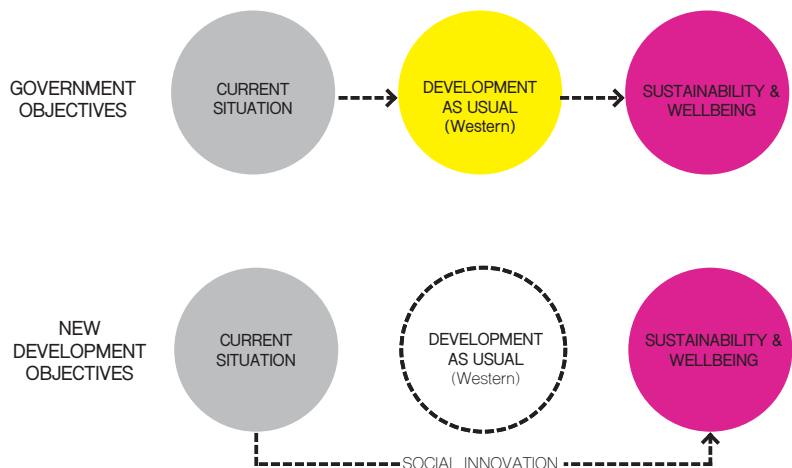 GOVERNMENT
OBJECTIVES
CURRENT
SITUATION
DEVELOPMENT
AS USUAL
(Western)
SUSTAINABILITY &
WELLBEING
NEW
DEVELOPMENT
OBJECTIVES
CURRENT
SITUATION
DEVELOPMENT
AS USUAL
(Western)
SUSTAINABILITY &
WELLBEING
SOCIAL INNOVATION